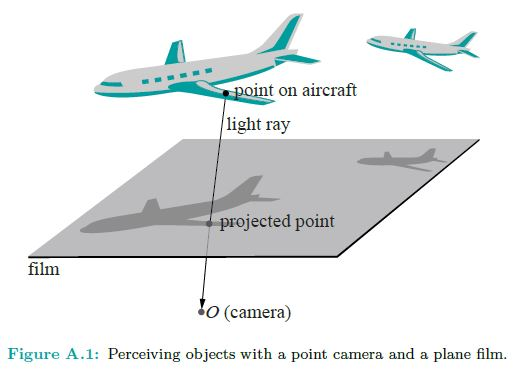 point on aircraft
light ray
projected point
film
O (camera)
Figure A.1: Perceiving objects with a point camera and a plane film.